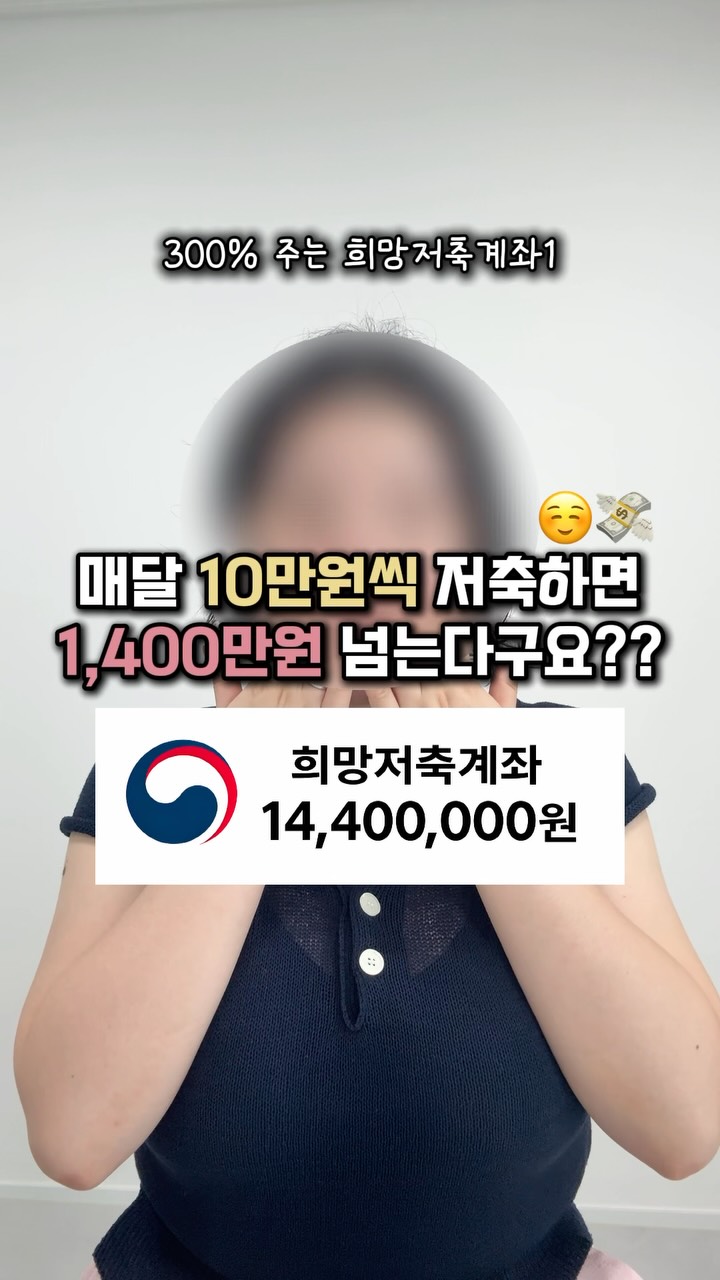 300% 주는 희망저축계좌1
매달 10만원씩 저축하면
1,400만원 넘는다구요??
희망저축계좌
14,400,000원